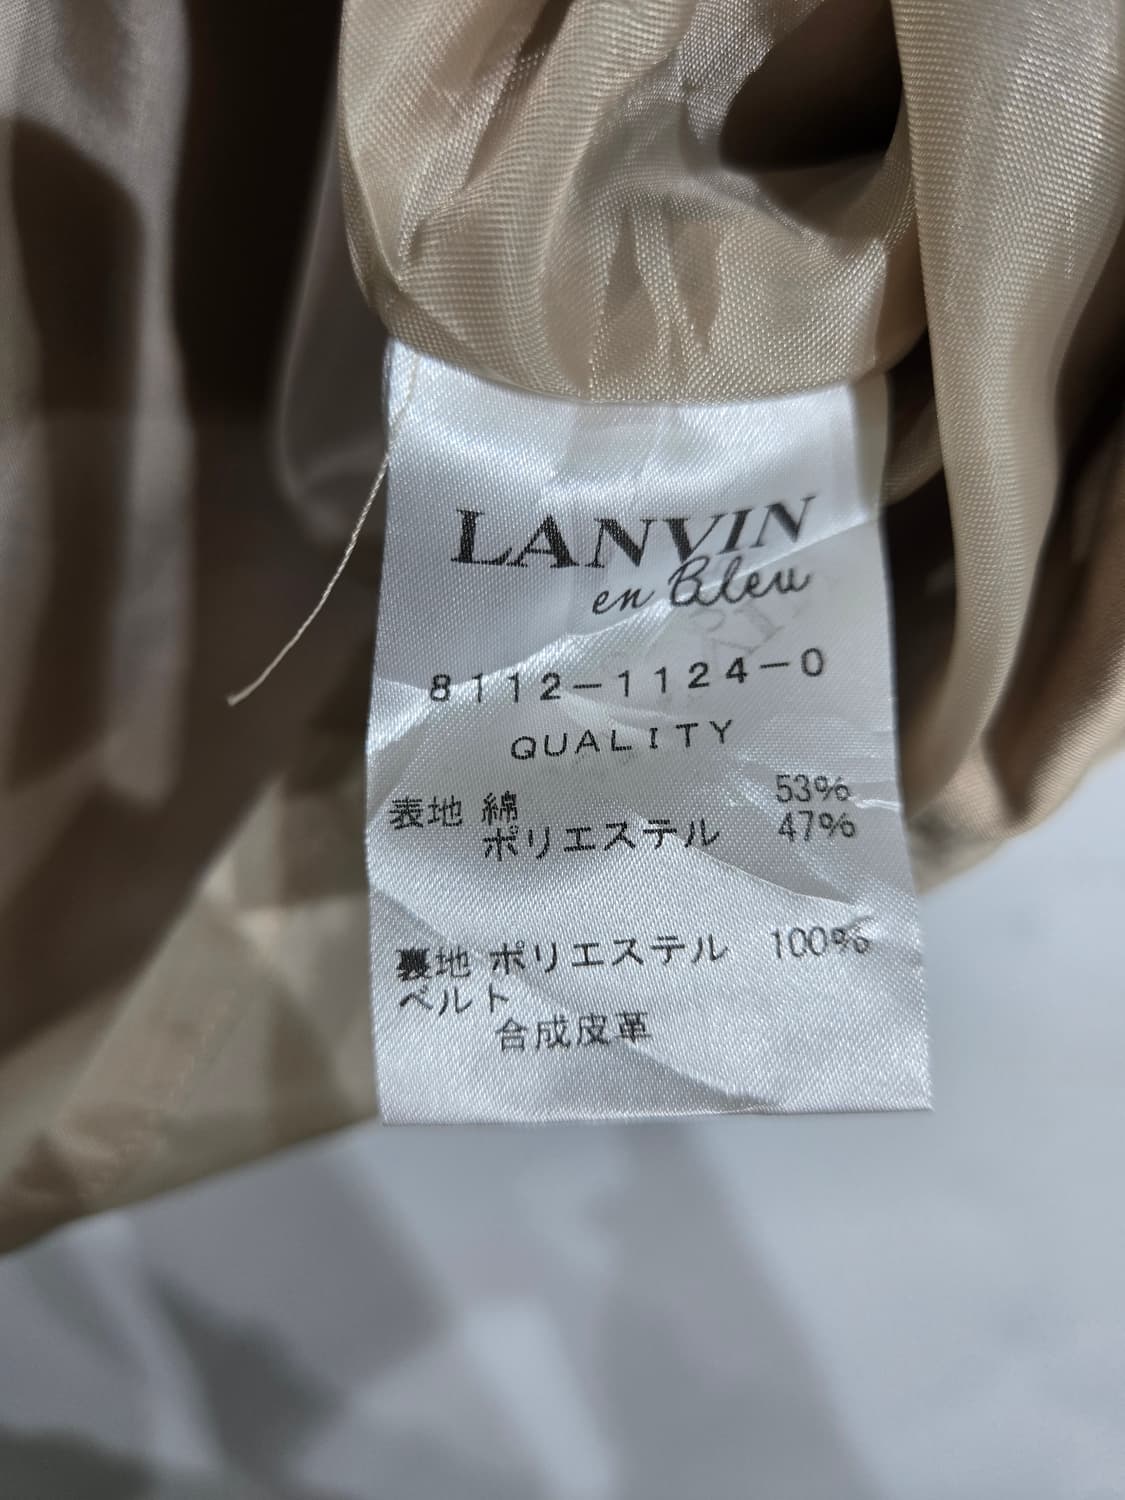 LANVIN
en Bleu
8112-1124-0
QUALITY
表地 綿 53%
ポリエステル 47%
裏地 ポリエステル 100%
ベルト
合成皮革